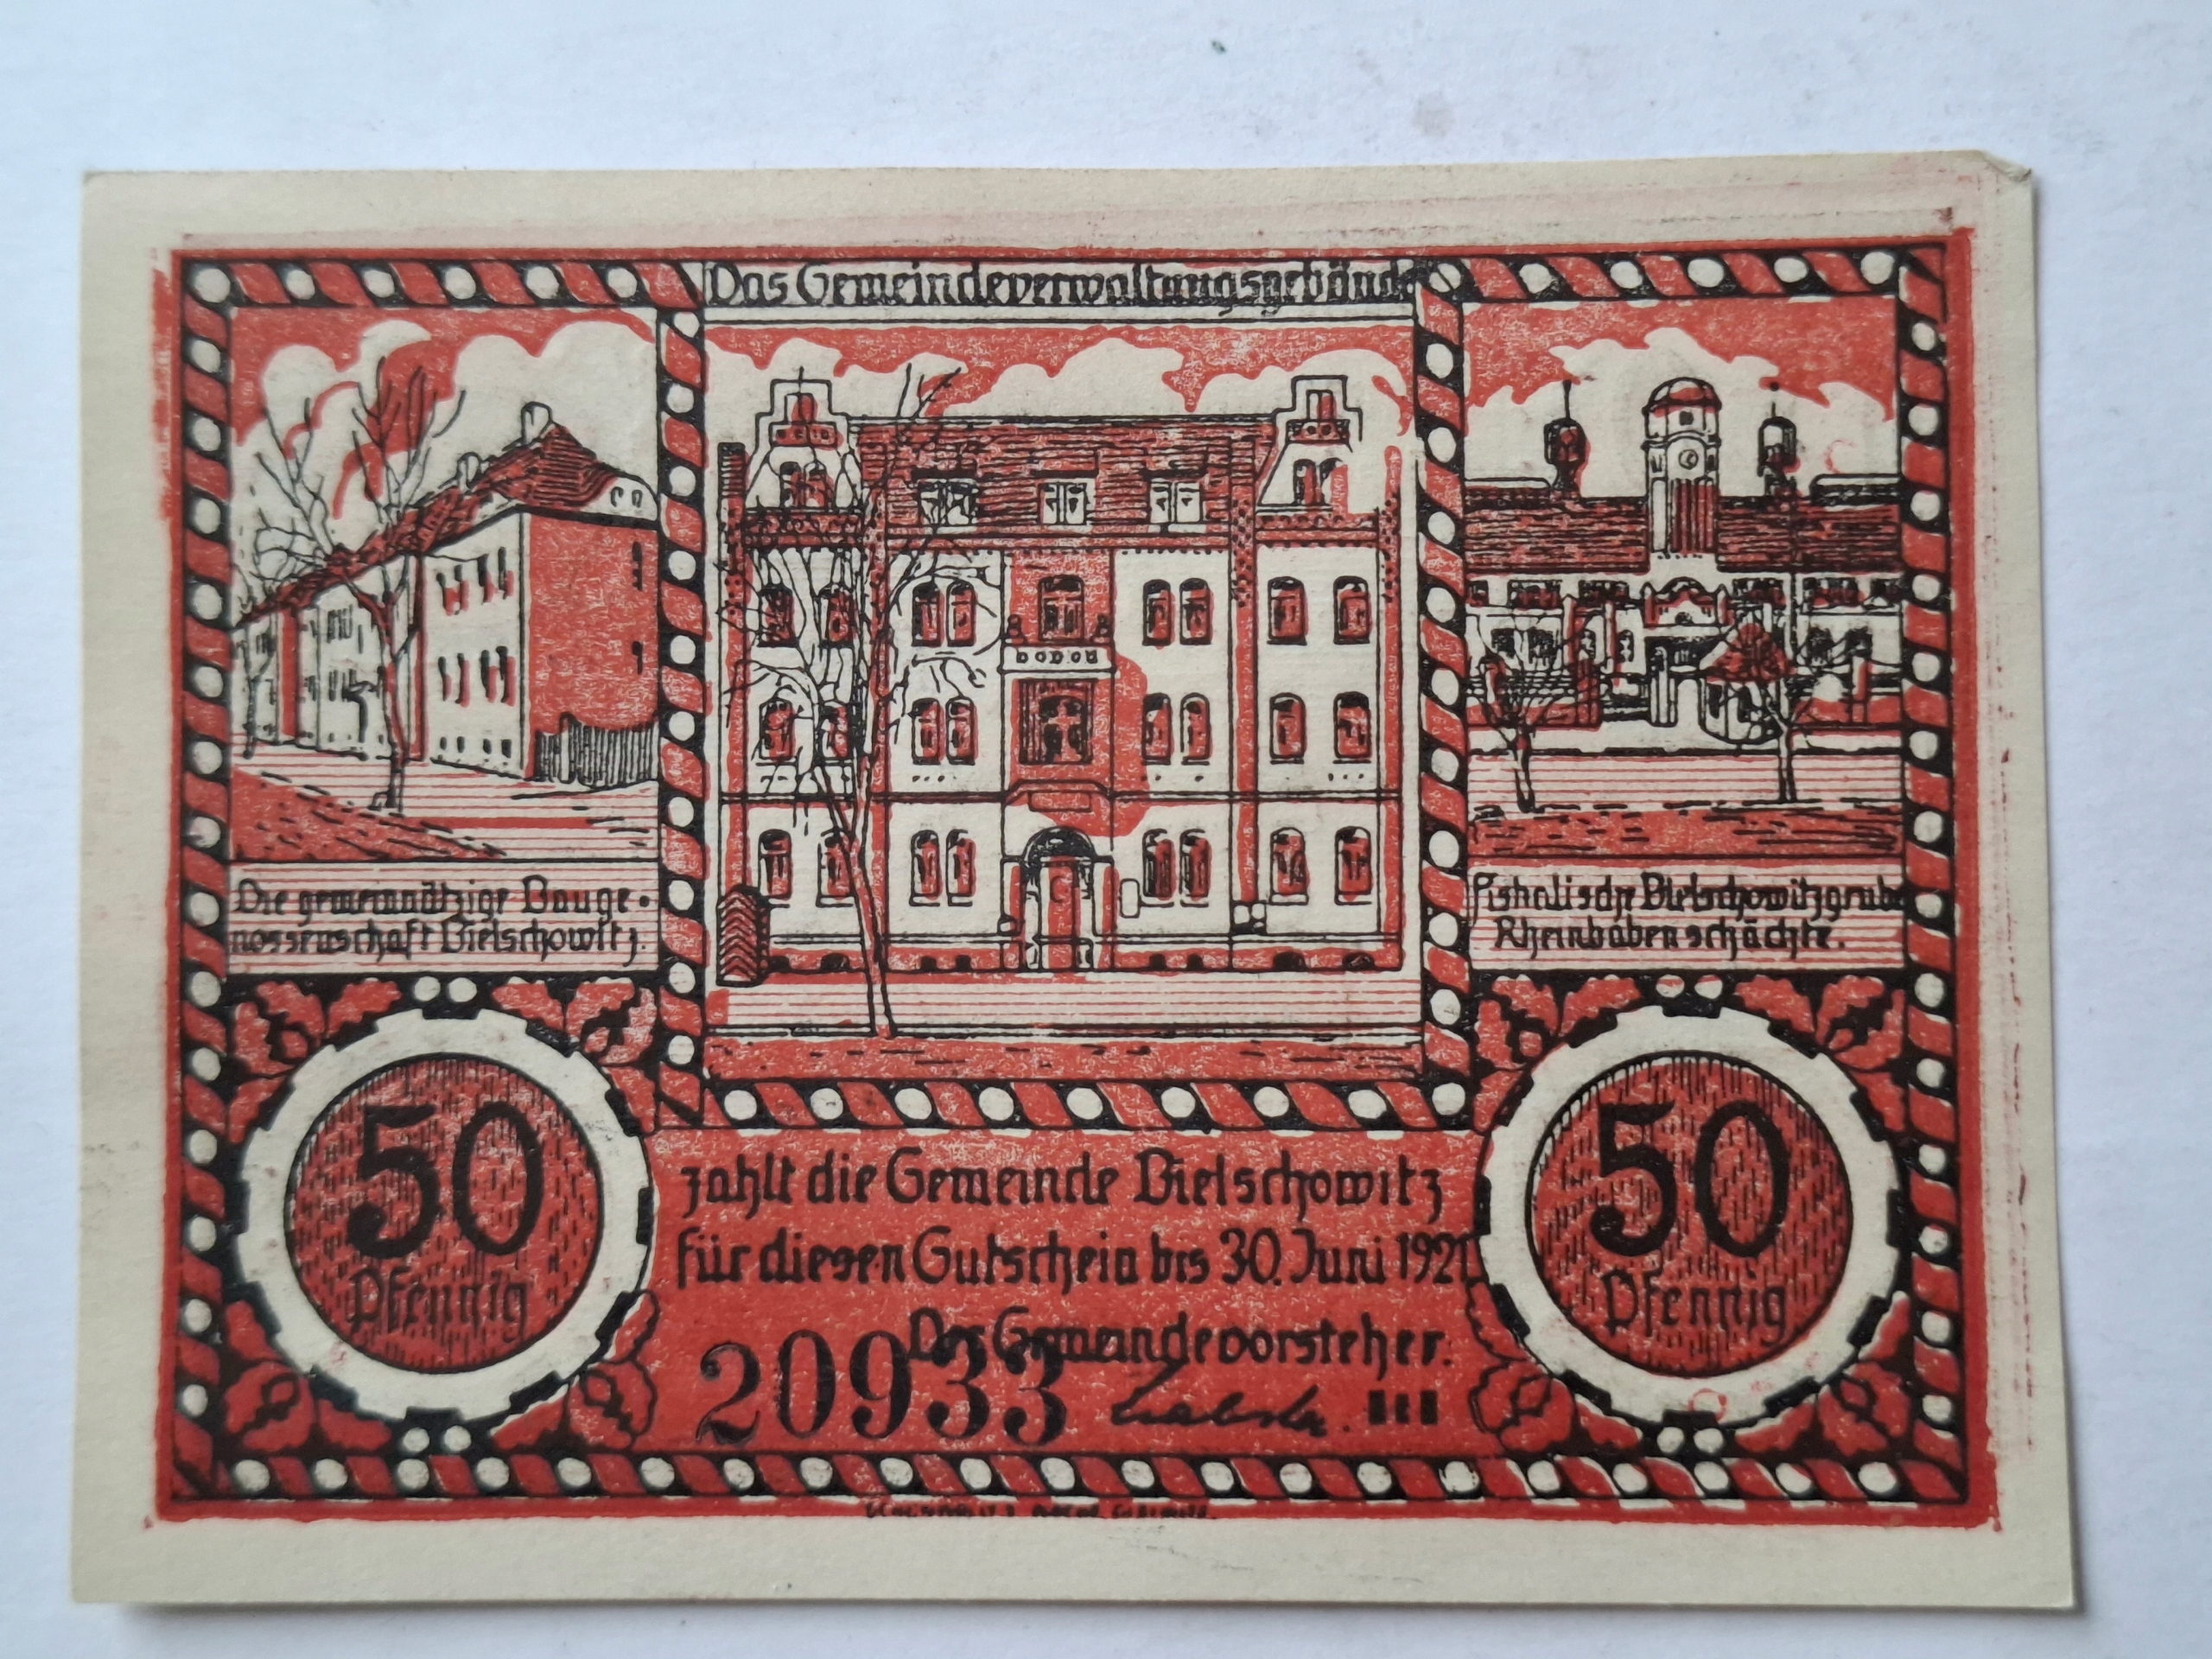 Das Gemeindeverwaltungsgebäude
Die gemeinnützige Bauge-
nossenschaft Bielschowitz.
Fiskalische Bielschowitzgrube
Rheinbabenschächte.
50
Pfennig
zahlt die Gemeinde Bielschowitz
für diesen Gutschein bis 30. Juni 1921
Der Gemeindevorsteher.
20933
50
Pfennig